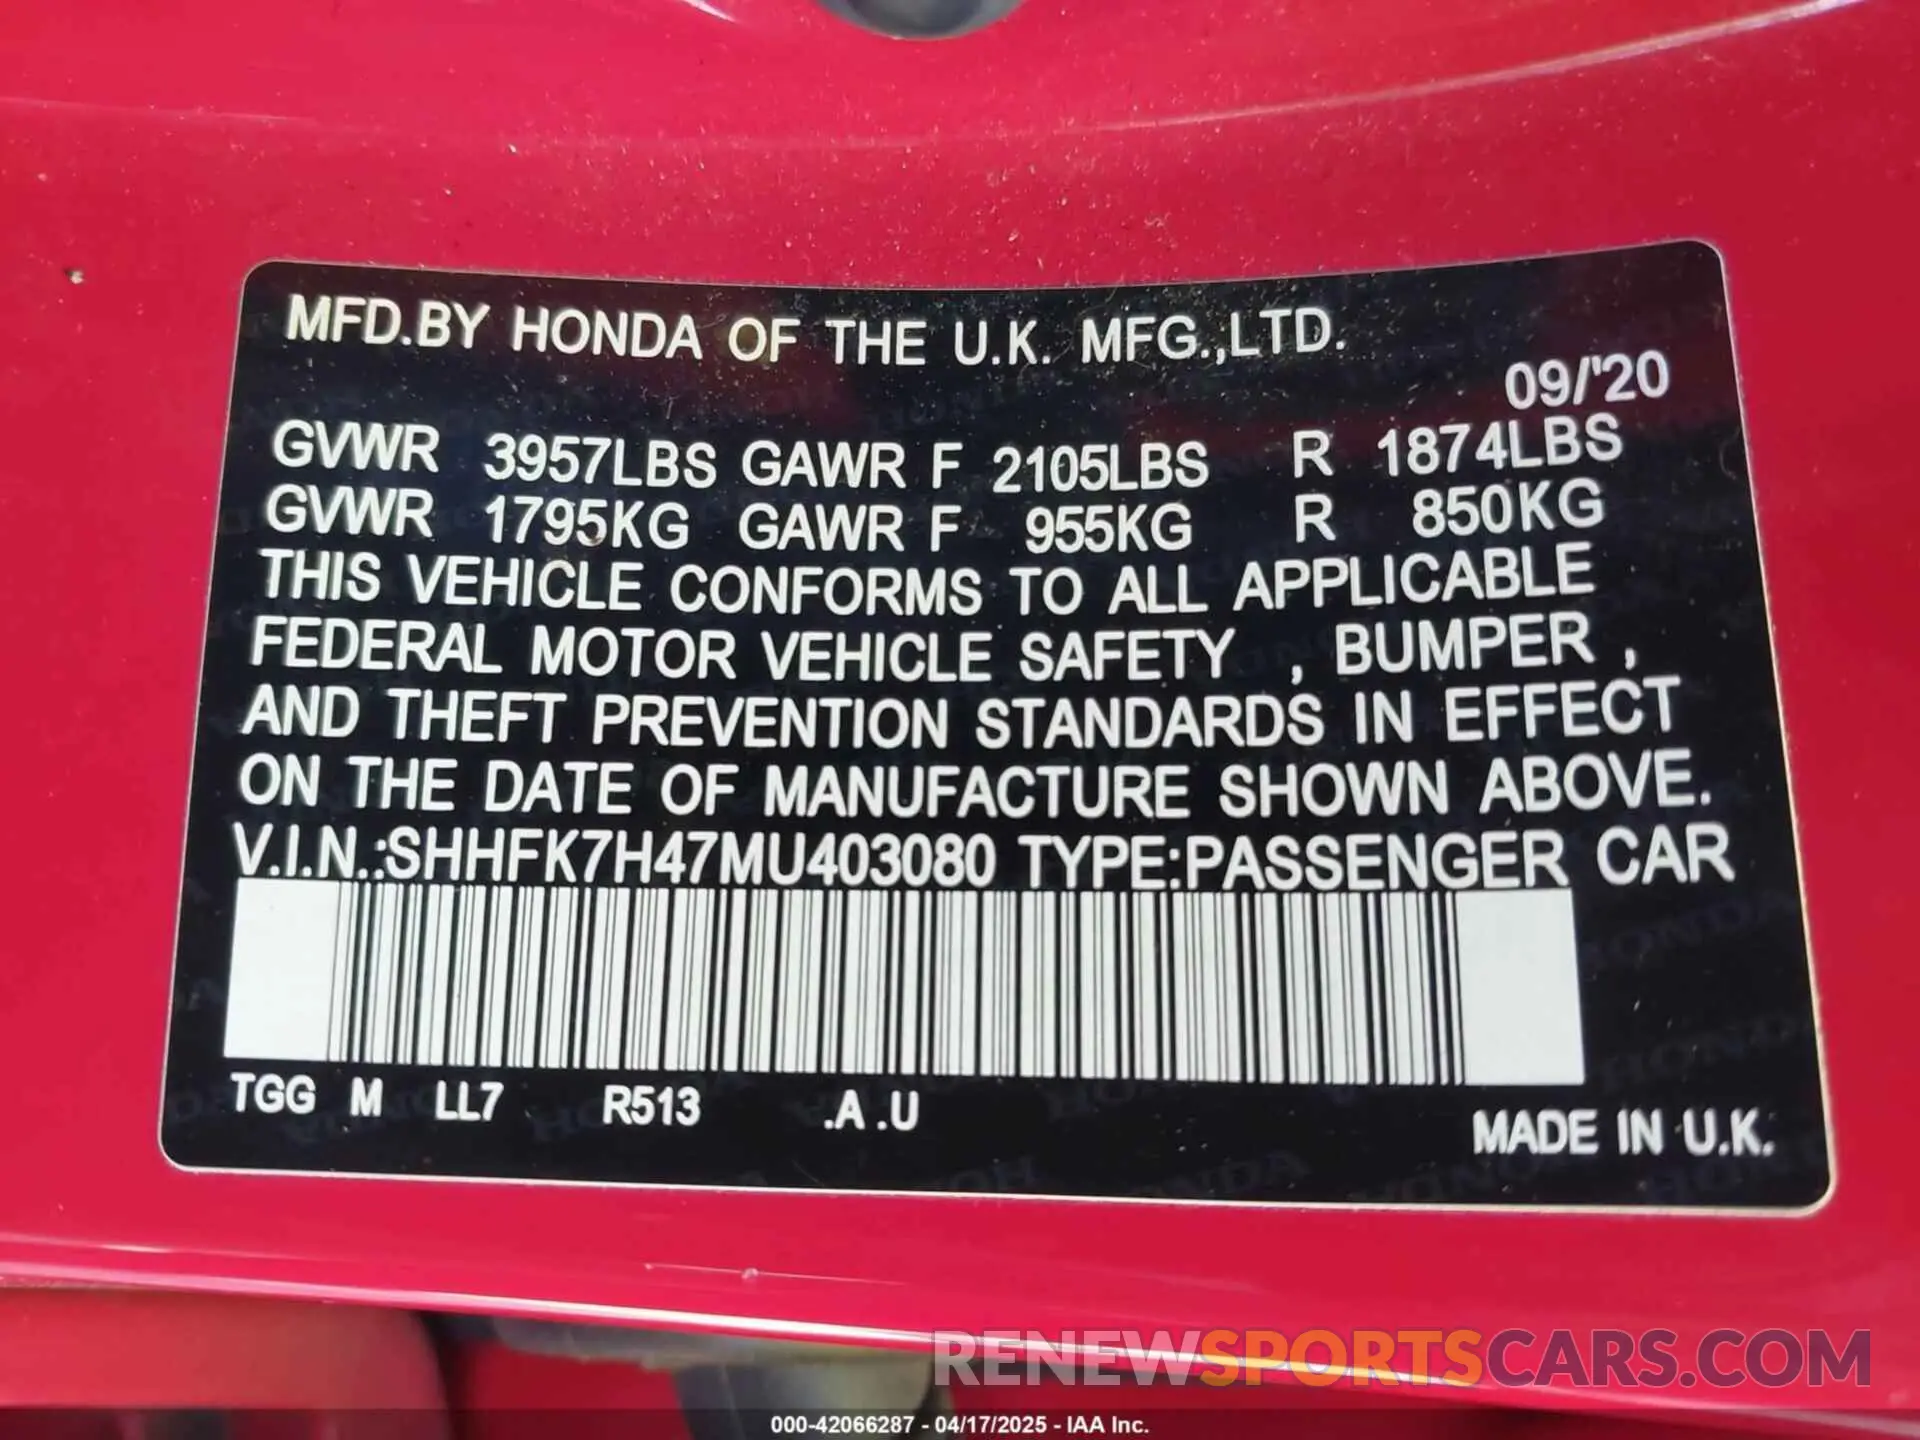 MFD.BY HONDA OF THE U.K. MFG.,LTD.
09/'20
GVWR 3957LBS GAWR F 2105LBS R 1874LBS
GVWR 1795KG GAWR F 955KG R 850KG
THIS VEHICLE CONFORMS TO ALL APPLICABLE
FEDERAL MOTOR VEHICLE SAFETY , BUMPER ,
AND THEFT PREVENTION STANDARDS IN EFFECT
ON THE DATE OF MANUFACTURE SHOWN ABOVE.
V.I.N.:SHHFK7H47MU403080 TYPE:PASSENGER CAR
TGG M LL7 R513 .A .U
MADE IN U.K.
RENEWSPORTSCARS.COM
000-42066287 - 04/17/2025 - IAA Inc.